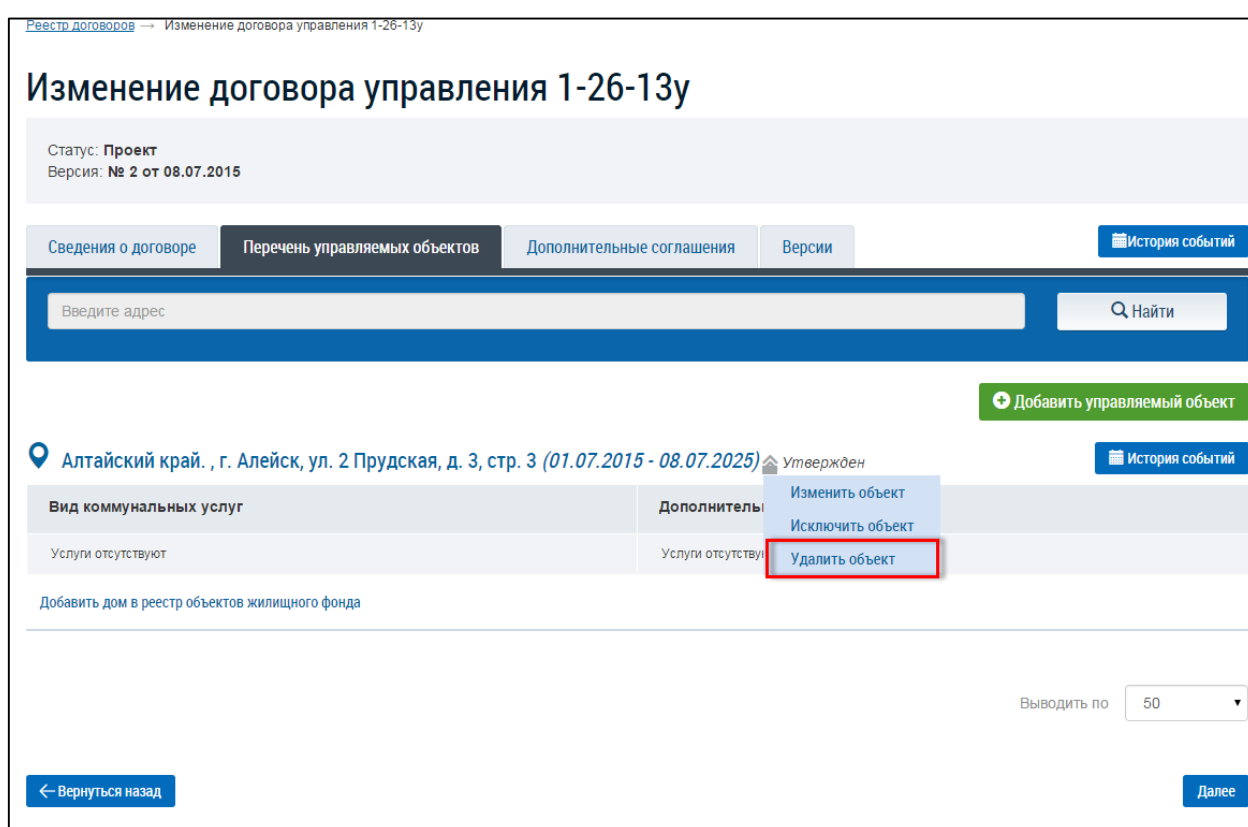 Реестр договоров → Изменение договора управления 1-26-13у
Изменение договора управления 1-26-13у
Статус: Проект
Версия: № 2 от 08.07.2015
Сведения о договоре Перечень управляемых объектов Дополнительные соглашения Версии История событий
Введите адрес Найти
Добавить управляемый объект
Алтайский край. , г. Алейск, ул. 2 Прудская, д. 3, стр. 3 (01.07.2015 - 08.07.2025) Утвержден История событий
Изменить объект
Вид коммунальных услуг Дополнитель
Исключить объект
Услуги отсутствуют Услуги отсутству
Удалить объект
Добавить дом в реестр объектов жилищного фонда
Выводить по 50
Вернуться назад Далее